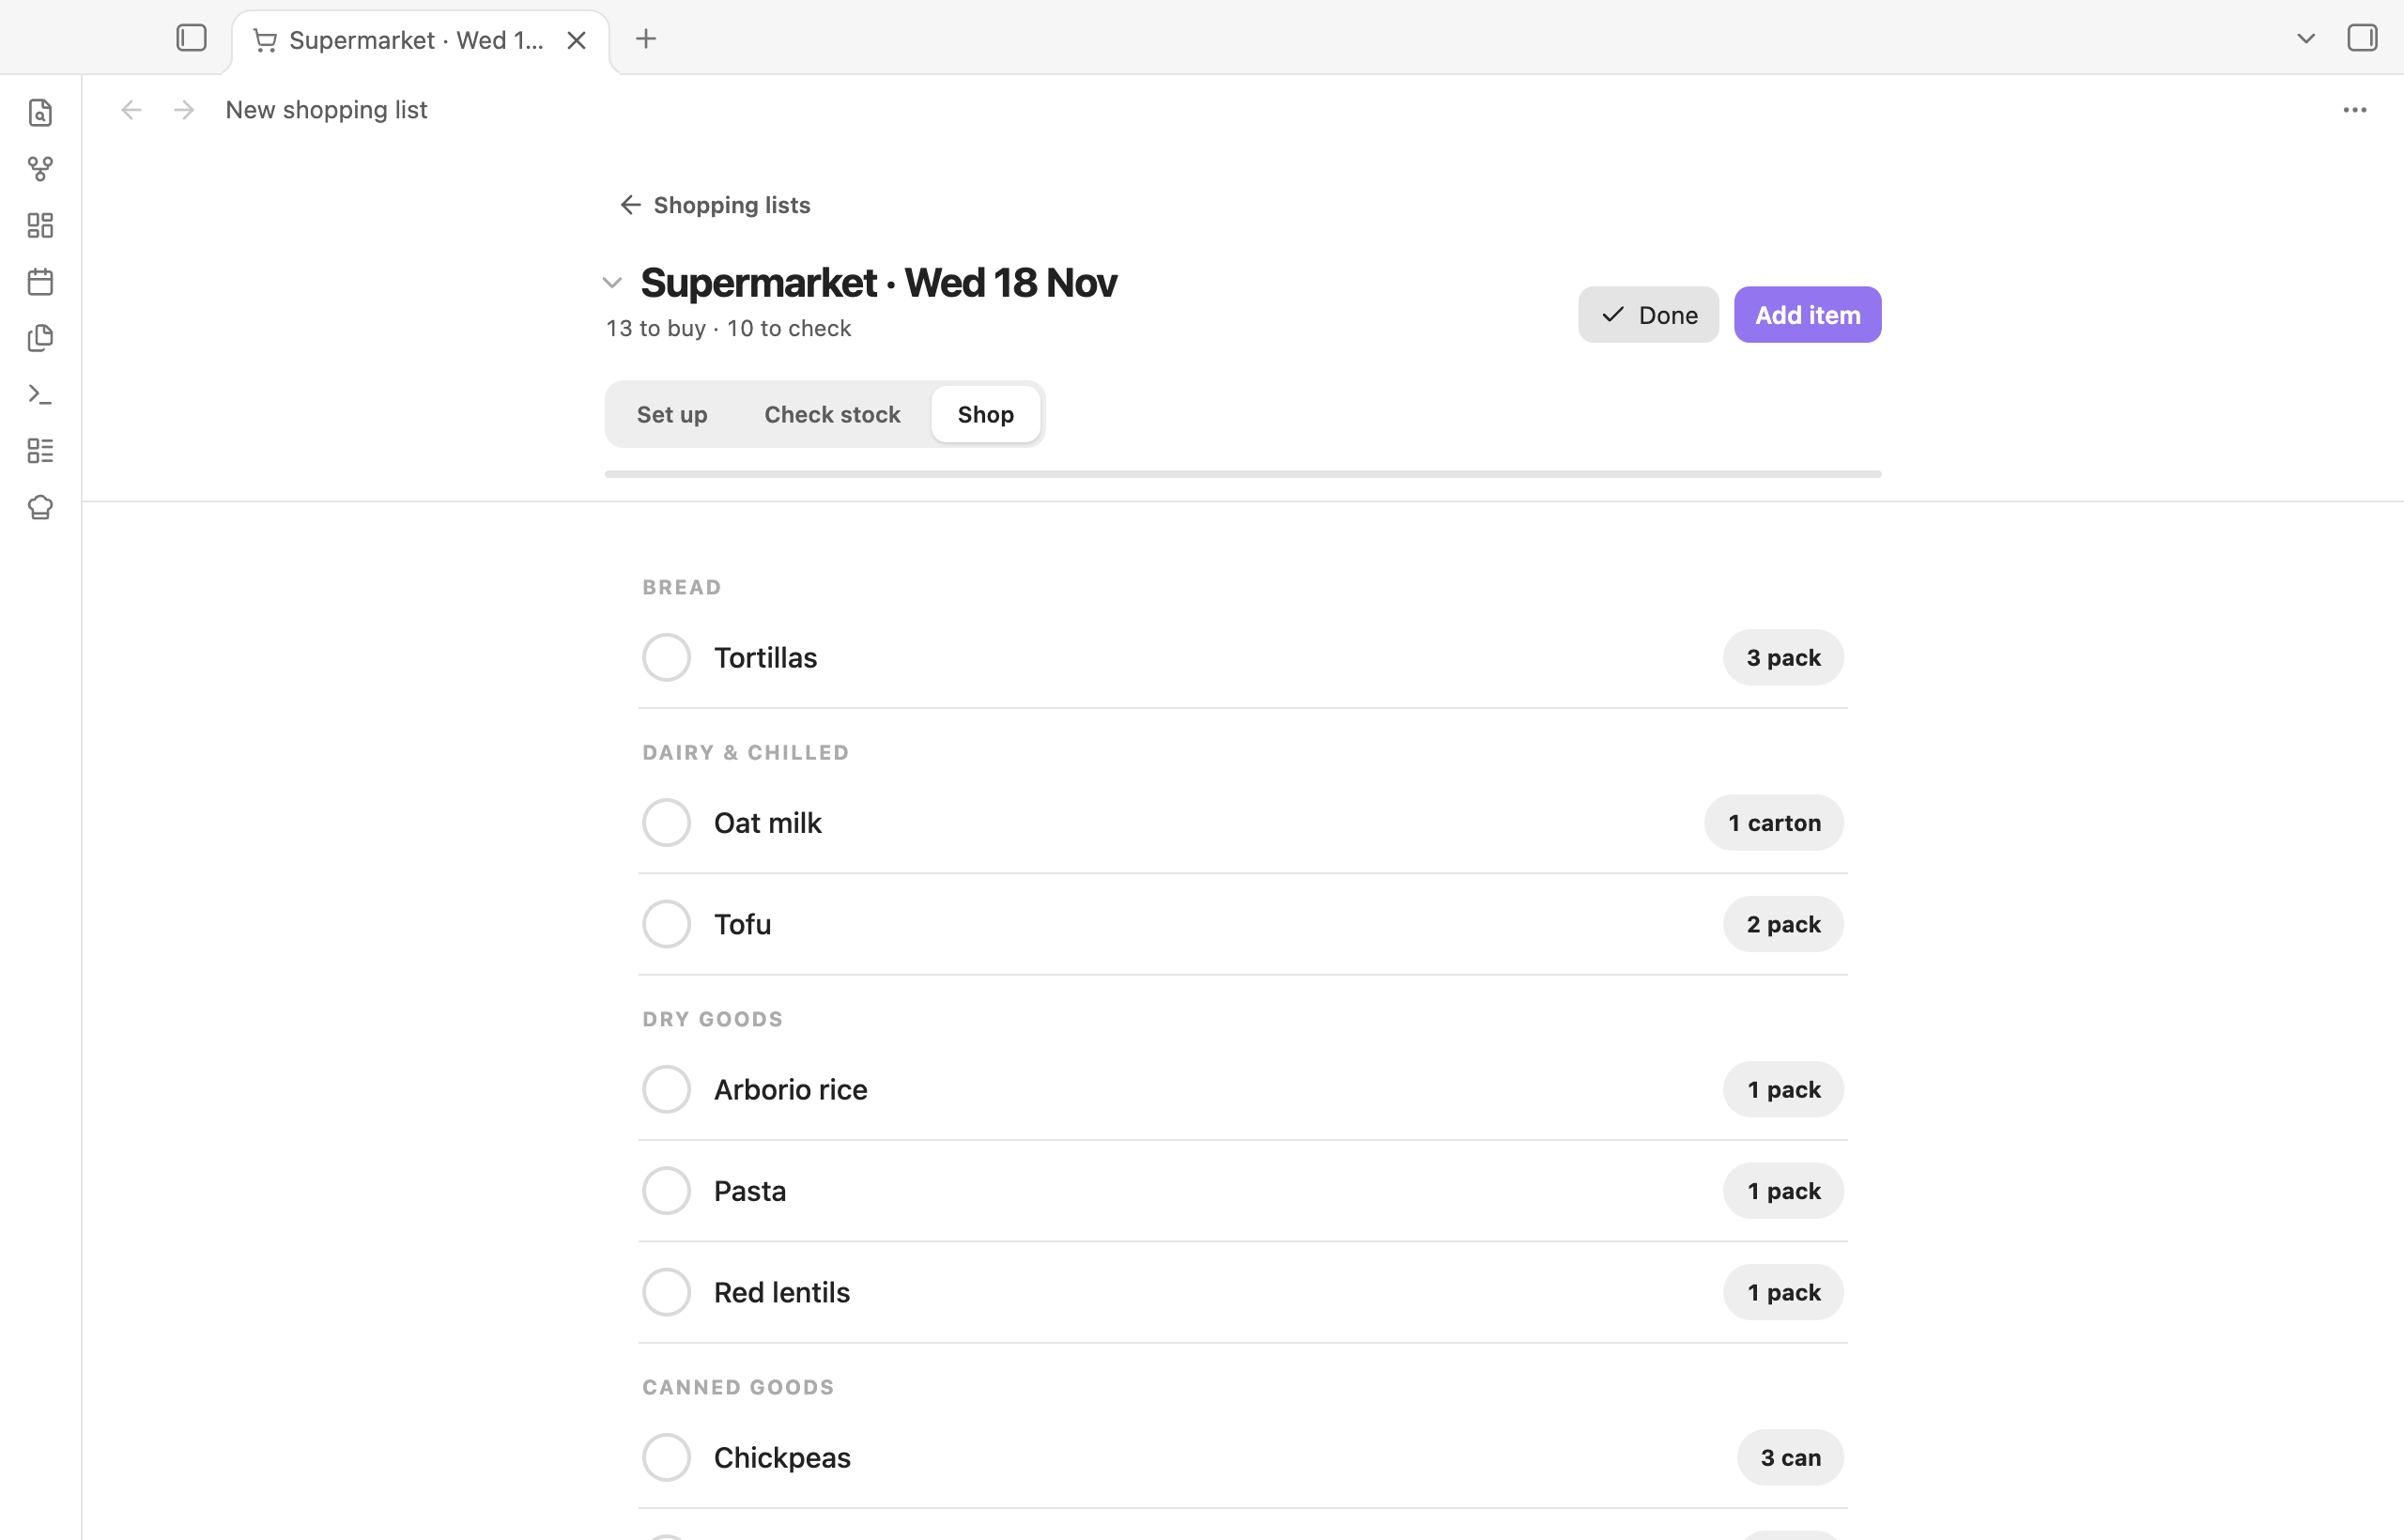 Supermarket · Wed 1...
New shopping list
Shopping lists
Supermarket · Wed 18 Nov
13 to buy · 10 to check
Done
Add item
Set up
Check stock
Shop
BREAD
Tortillas
3 pack
DAIRY & CHILLED
Oat milk
1 carton
Tofu
2 pack
DRY GOODS
Arborio rice
1 pack
Pasta
1 pack
Red lentils
1 pack
CANNED GOODS
Chickpeas
3 can